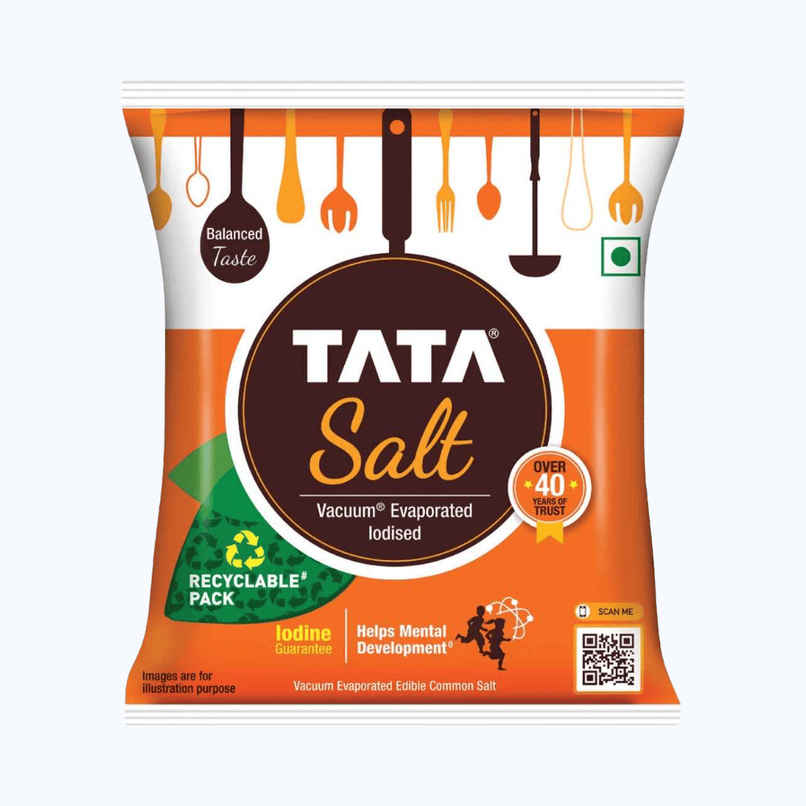 Balanced
Taste
TATA®
Salt
Vacuum® Evaporated
Iodised
OVER
40
YEARS OF
TRUST
RECYCLABLE#
PACK
Iodine
Guarantee
Helps Mental
Development⁰
SCAN ME
Images are for
illustration purpose
Vacuum Evaporated Edible Common Salt